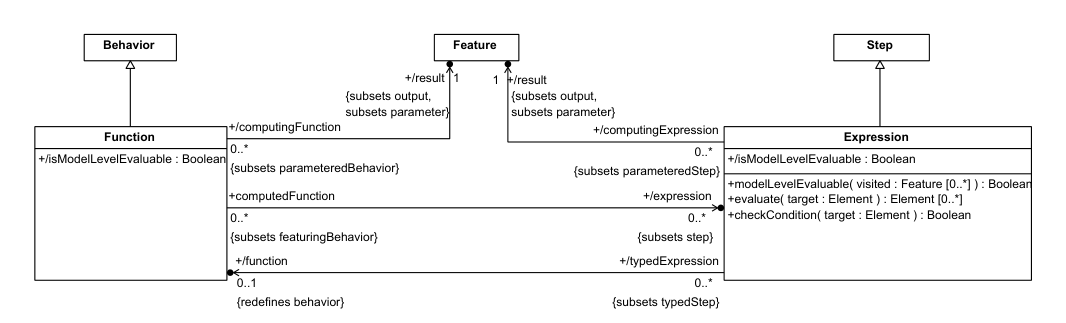 Behavior
Feature
Step
+/result
1
1
+/result
{subsets output,
subsets parameter}
{subsets output,
subsets parameter}
Function
+/isModelLevelEvaluable : Boolean
+/computingFunction
0..*
{subsets parameteredBehavior}
+/computingExpression
0..*
{subsets parameteredStep}
Expression
+/isModelLevelEvaluable : Boolean
+modelLevelEvaluable( visited : Feature [0..*] ) : Boolean
+evaluate( target : Element ) : Element [0..*]
+checkCondition( target : Element ) : Boolean
+computedFunction
0..*
{subsets featuringBehavior}
+/expression
0..*
{subsets step}
+/function
0..1
{redefines behavior}
+/typedExpression
0..*
{subsets typedStep}